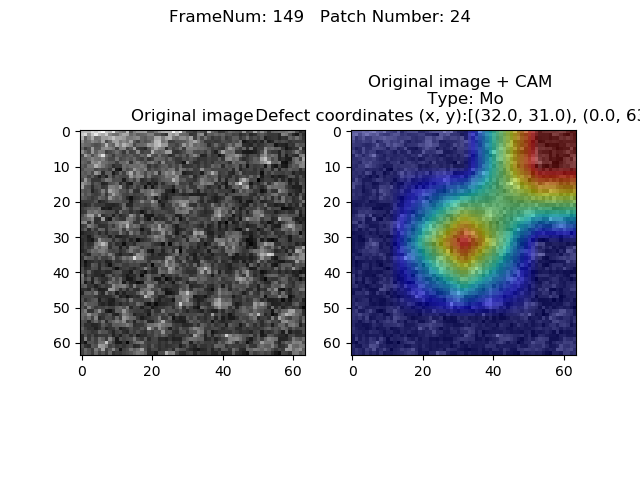 FrameNum: 149   Patch Number: 24
Original image + CAM
Type: Mo
Original image
Defect coordinates (x, y):[(32.0, 31.0), (0.0, 63
0
10
20
30
40
50
60
0 20 40 60
0
10
20
30
40
50
60
0 20 40 60